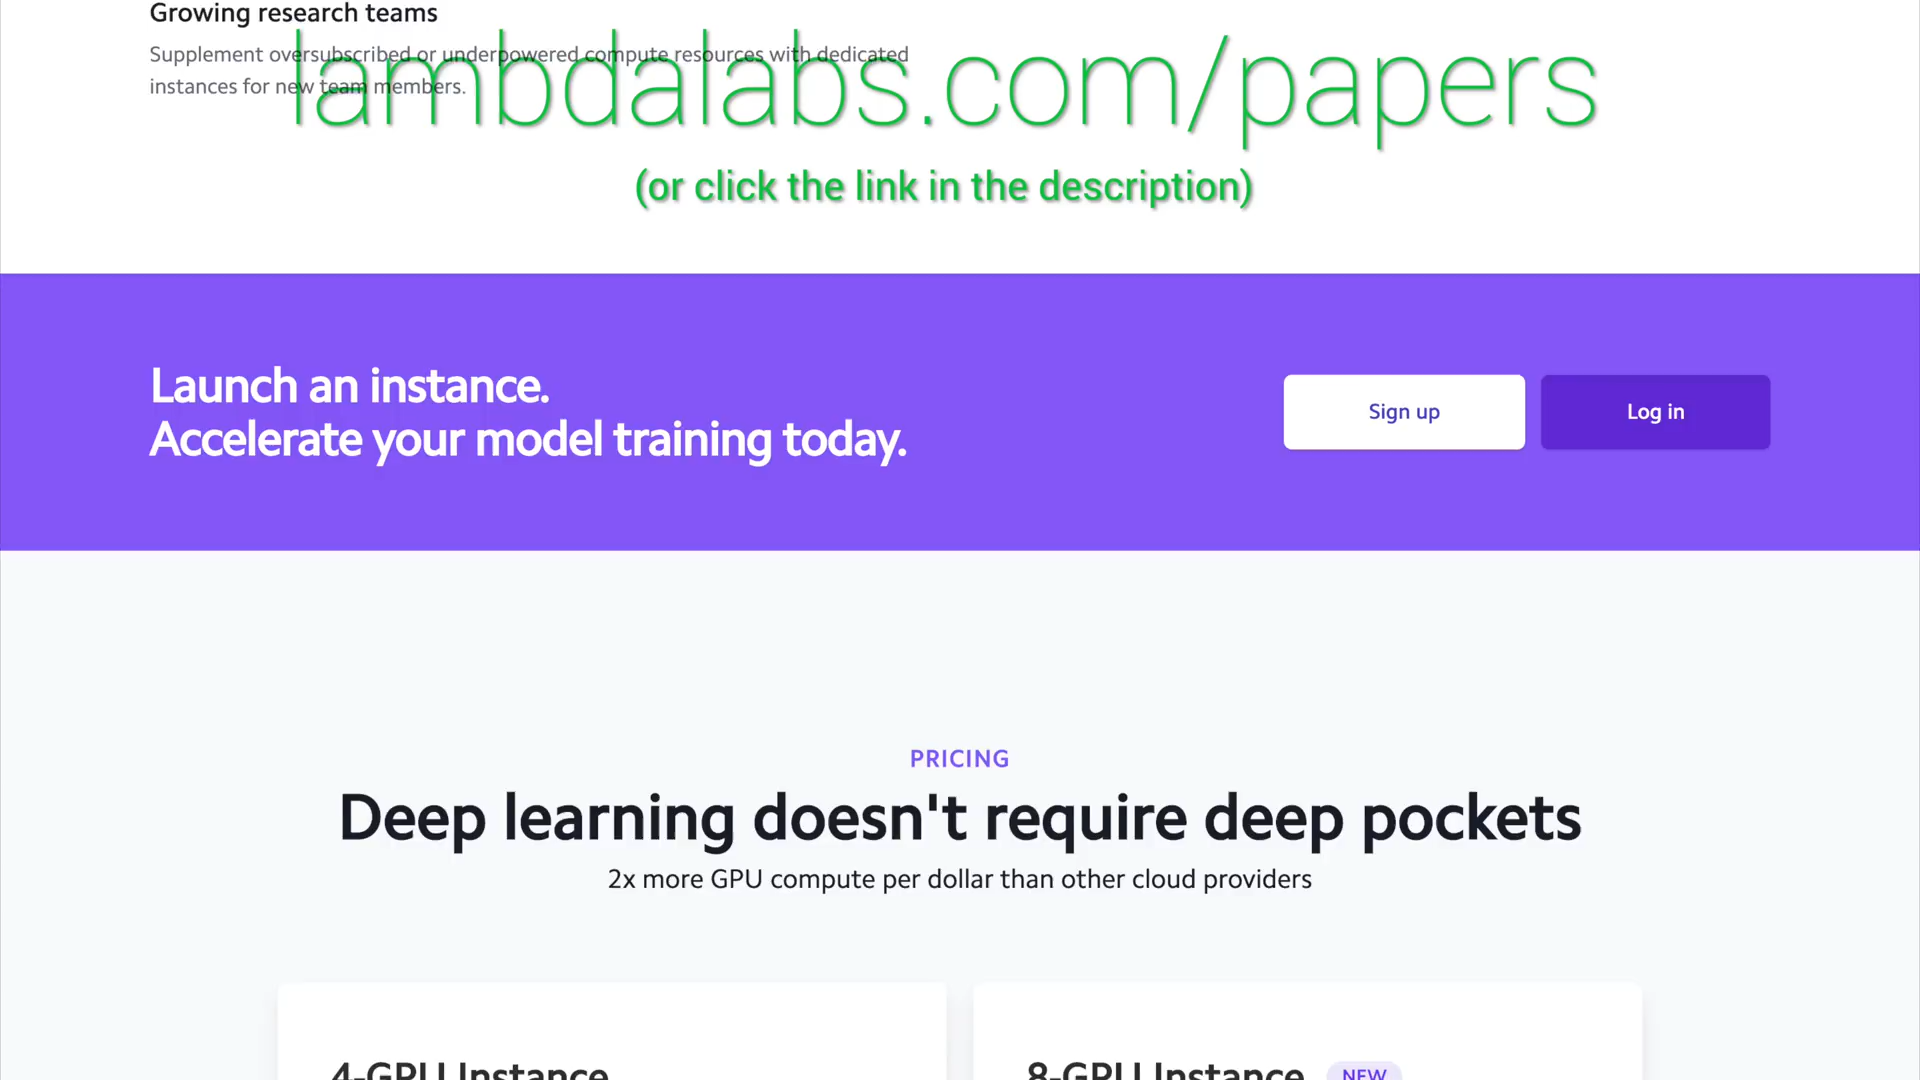 Growing research teams
Supplement oversubscribed or underpowered compute resources with dedicated
instances for new team members.
lambdalabs.com/papers
(or click the link in the description)
Launch an instance.
Accelerate your model training today.
Sign up
Log in
PRICING
Deep learning doesn't require deep pockets
2x more GPU compute per dollar than other cloud providers
4-GPU Instance
8-GPU Instance NEW